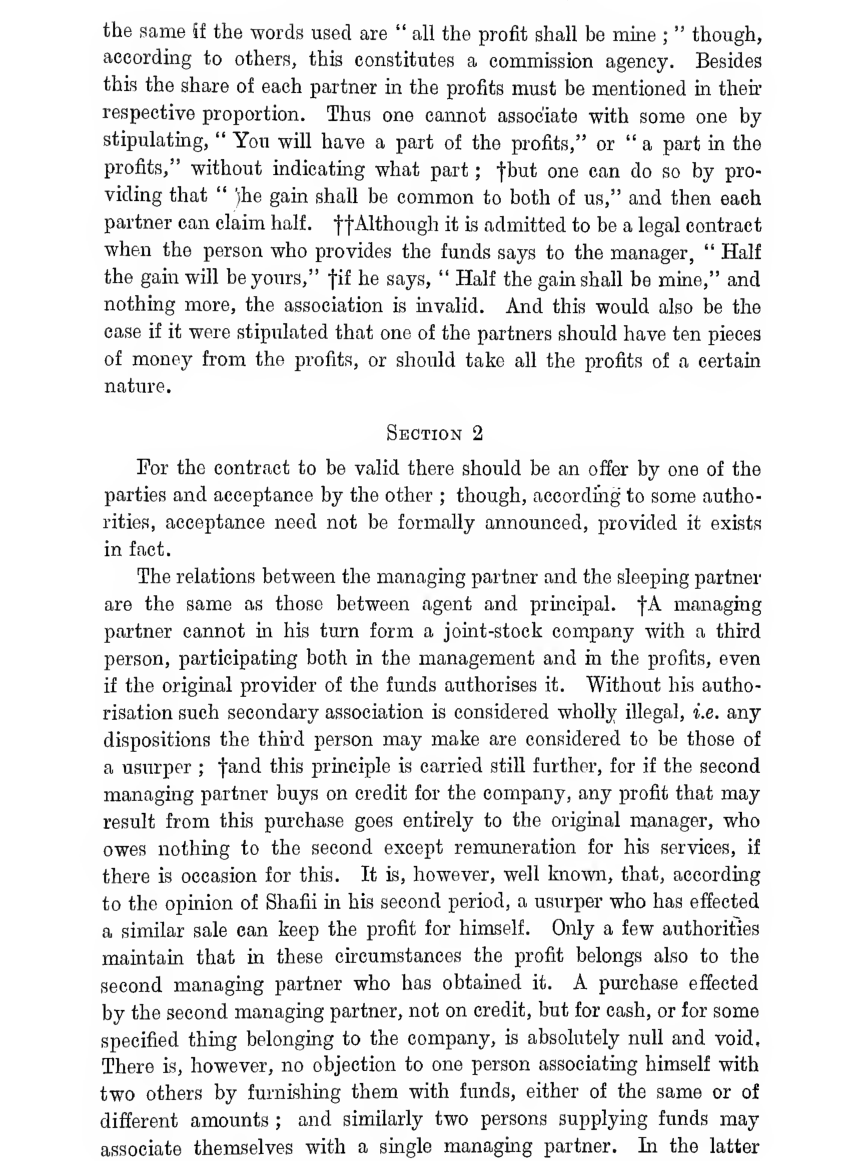 the same if the words used are “ all the profit shall be mine ; ” though,
according to others, this constitutes a commission agency. Besides
this the share of each partner in the profits must be mentioned in their
respective proportion. Thus one cannot associate with some one by
stipulating, “ You will have a part of the profits,” or “ a part in the
profits,” without indicating what part ; †but one can do so by pro-
viding that “ he gain shall be common to both of us,” and then each
partner can claim half. ††Although it is admitted to be a legal contract
when the person who provides the funds says to the manager, “ Half
the gain will be yours,” †if he says, “ Half the gain shall be mine,” and
nothing more, the association is invalid. And this would also be the
case if it were stipulated that one of the partners should have ten pieces
of money from the profits, or should take all the profits of a certain
nature.
SECTION 2
For the contract to be valid there should be an offer by one of the
parties and acceptance by the other ; though, according to some autho-
rities, acceptance need not be formally announced, provided it exists
in fact.
The relations between the managing partner and the sleeping partner
are the same as those between agent and principal. †A managing
partner cannot in his turn form a joint-stock company with a third
person, participating both in the management and in the profits, even
if the original provider of the funds authorises it. Without his autho-
risation such secondary association is considered wholly illegal, i.e. any
dispositions the third person may make are considered to be those of
a usurper ; †and this principle is carried still further, for if the second
managing partner buys on credit for the company, any profit that may
result from this purchase goes entirely to the original manager, who
owes nothing to the second except remuneration for his services, if
there is occasion for this. It is, however, well known, that, according
to the opinion of Shafii in his second period, a usurper who has effected
a similar sale can keep the profit for himself. Only a few authorities
maintain that in these circumstances the profit belongs also to the
second managing partner who has obtained it. A purchase effected
by the second managing partner, not on credit, but for cash, or for some
specified thing belonging to the company, is absolutely null and void.
There is, however, no objection to one person associating himself with
two others by furnishing them with funds, either of the same or of
different amounts ; and similarly two persons supplying funds may
associate themselves with a single managing partner. In the latter